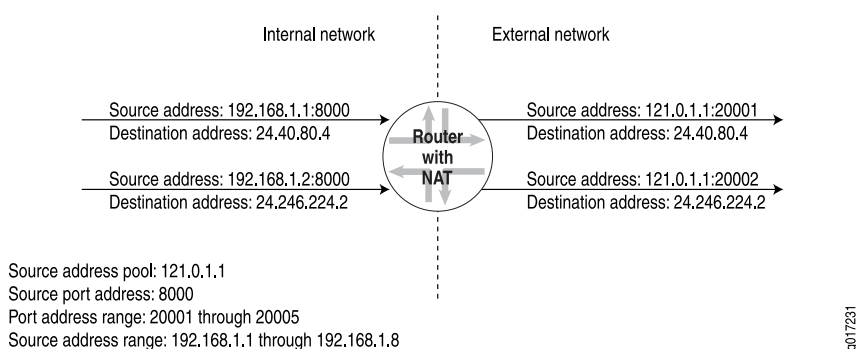 Internal network
External network
Source address: 192.168.1.1:8000
Destination address: 24.40.80.4
Source address: 121.0.1.1:20001
Destination address: 24.40.80.4
Router
with
NAT
Source address: 192.168.1.2:8000
Destination address: 24.246.224.2
Source address: 121.0.1.1:20002
Destination address: 24.246.224.2
Source address pool: 121.0.1.1
Source port address: 8000
Port address range: 20001 through 20005
Source address range: 192.168.1.1 through 192.168.1.8
g017231